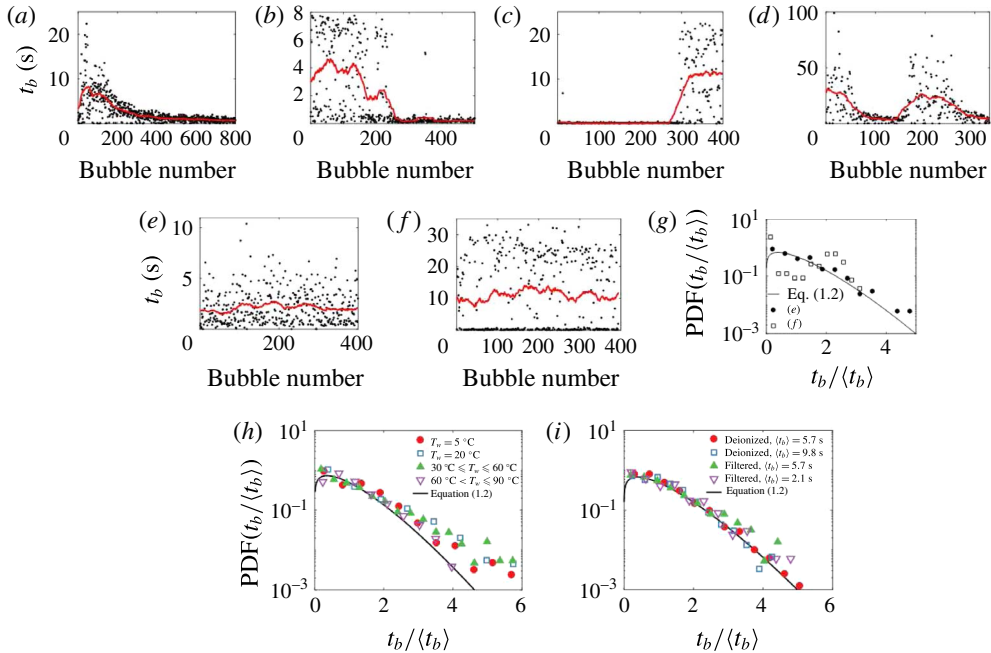 (a) (b) (c) (d)
t_b (s)
20
10
0 200 400 600 800
Bubble number
8
6
4
2
0 200 400
Bubble number
20
10
0 100 200 300 400
Bubble number
100
50
0 100 200 300
Bubble number
(e) (f) (g)
t_b (s)
10
5
0 200 400
Bubble number
30
20
10
0 100 200 300 400
Bubble number
PDF(t_b/⟨t_b⟩)
10^1
10^-1
10^-3
Eq. (1.2)
(e)
(f)
0 2 4
t_b/⟨t_b⟩
(h) (i)
PDF(t_b/⟨t_b⟩)
10^1
10^-1
10^-3
T_w = 5 °C
T_w = 20 °C
30 °C ⩽ T_w ⩽ 60 °C
60 °C < T_w ⩽ 90 °C
Equation (1.2)
0 2 4 6
t_b/⟨t_b⟩
10^1
10^-1
10^-3
Deionized, ⟨t_b⟩ = 5.7 s
Deionized, ⟨t_b⟩ = 9.8 s
Filtered, ⟨t_b⟩ = 5.7 s
Filtered, ⟨t_b⟩ = 2.1 s
Equation (1.2)
0 2 4 6
t_b/⟨t_b⟩